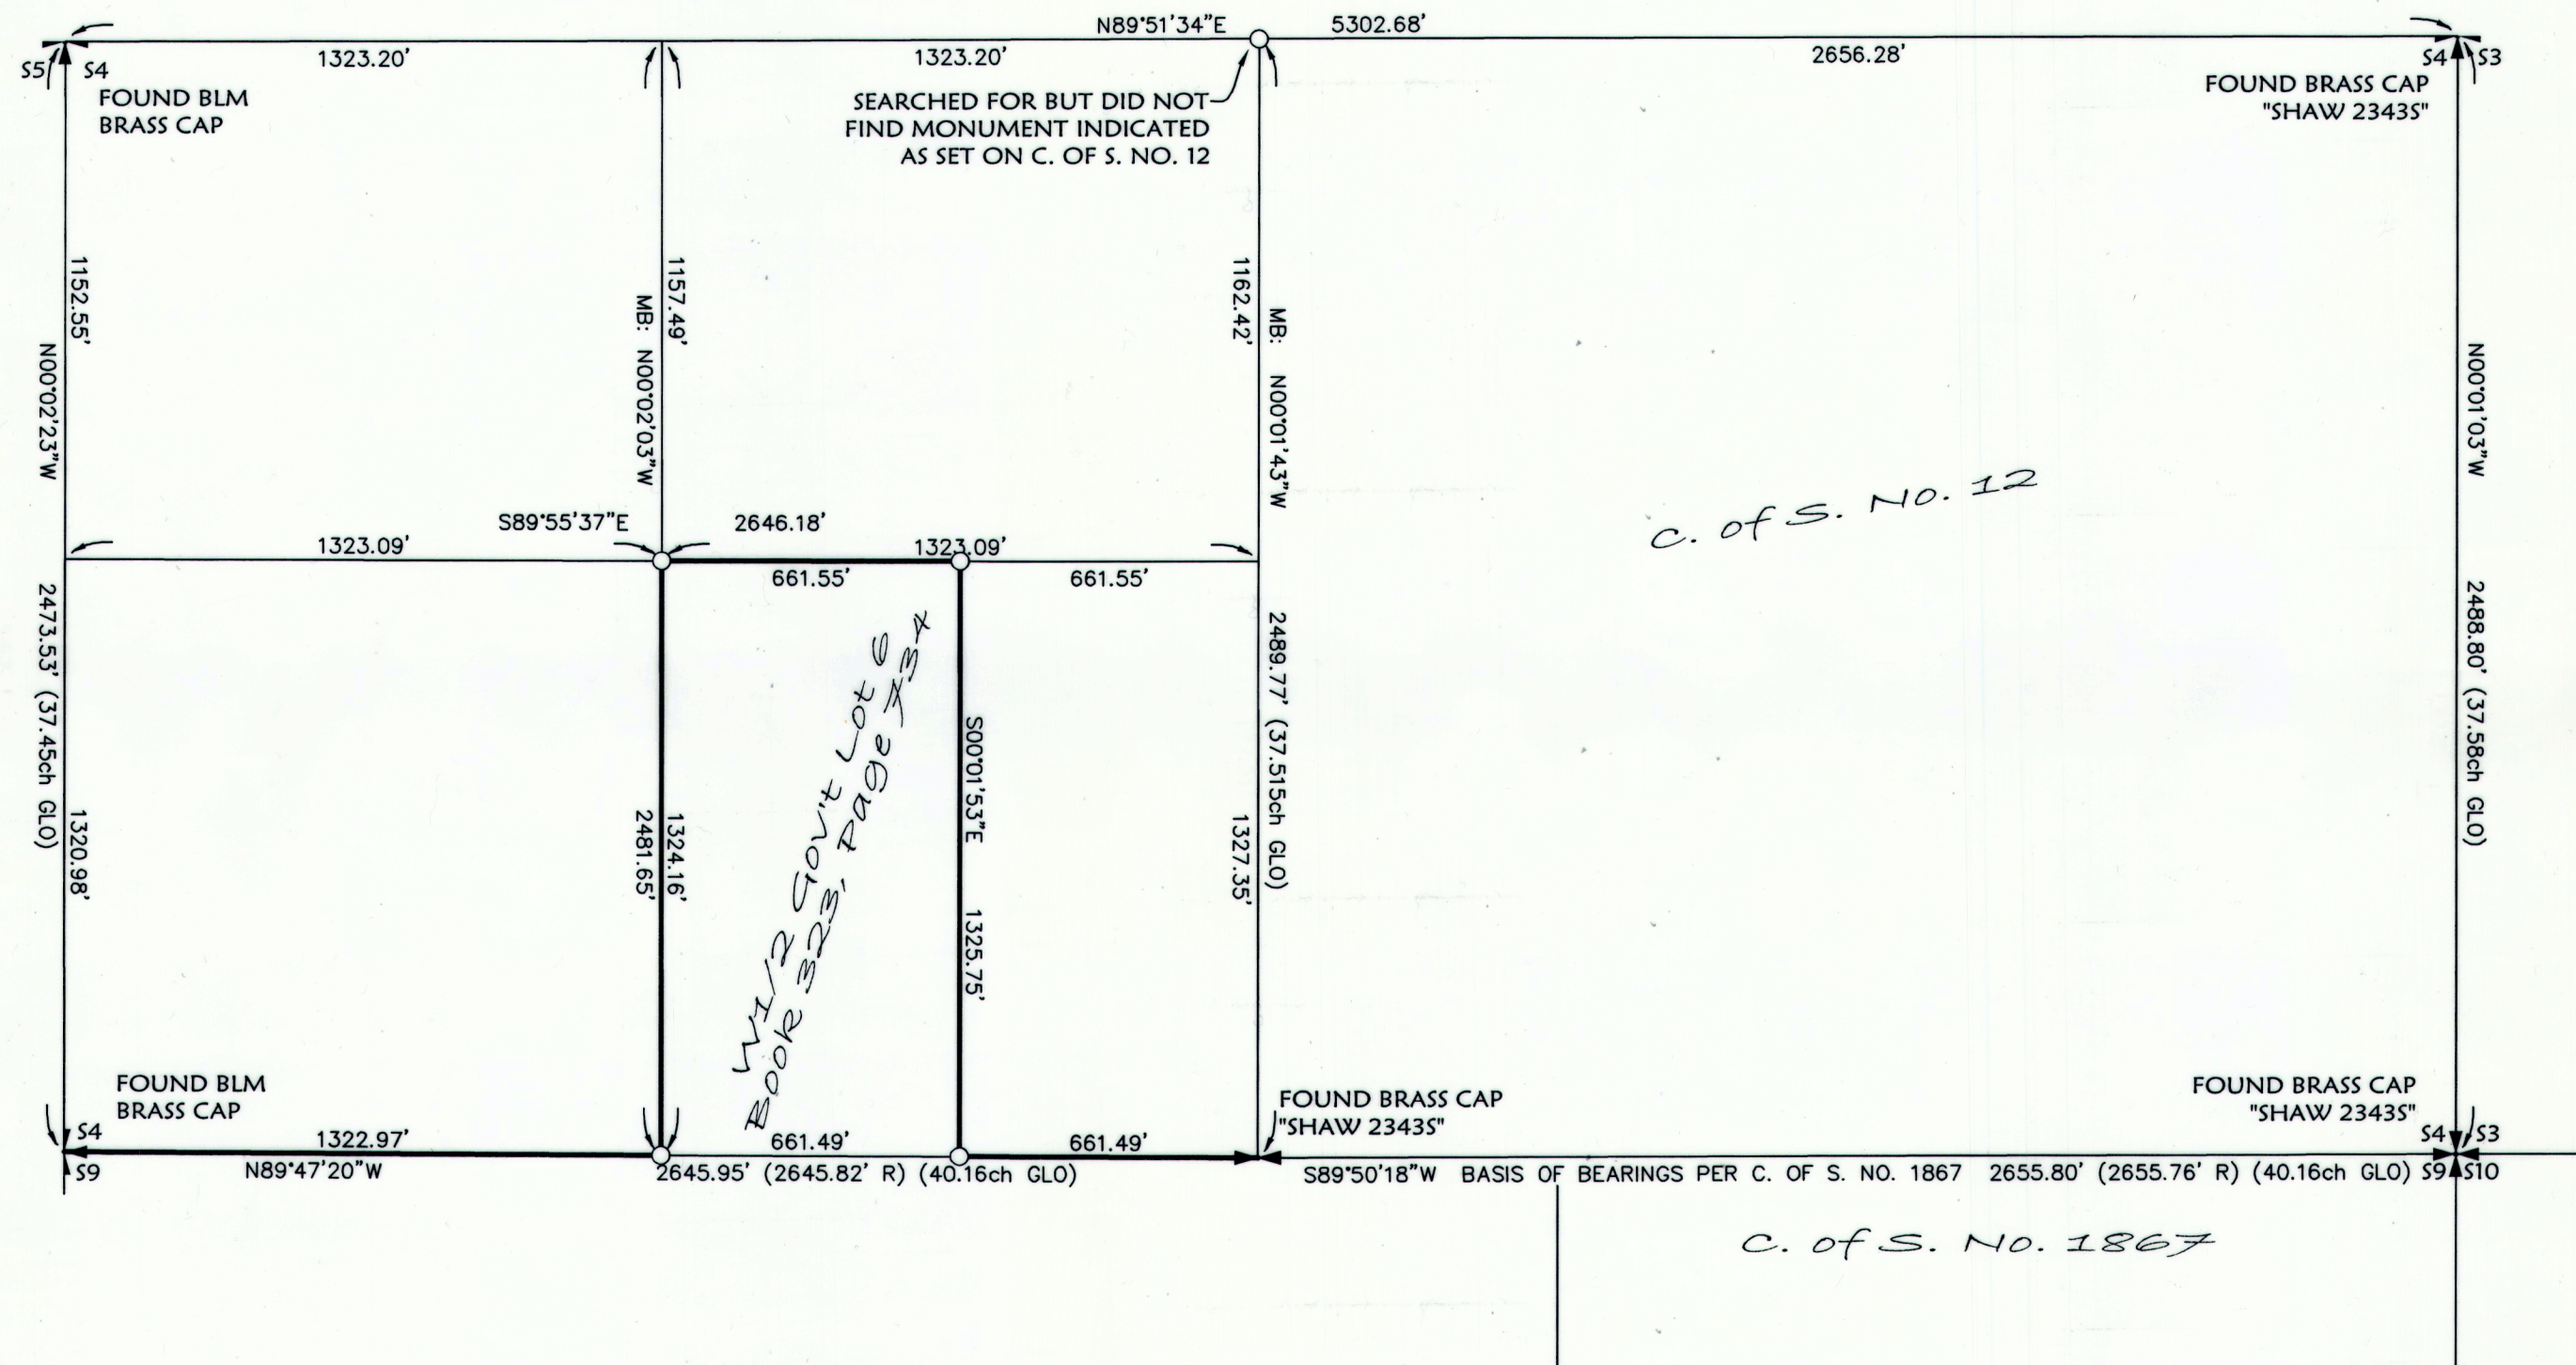 N89°51'34"E 5302.68'
1323.20' 1323.20' 2656.28'
S5 S4
S4 S3
FOUND BLM
BRASS CAP
SEARCHED FOR BUT DID NOT
FIND MONUMENT INDICATED
AS SET ON C. OF S. NO. 12
FOUND BRASS CAP
"SHAW 2343S"
1152.55'
N00°02'23"W
2473.53' (37.45ch GLO)
1320.98'
1157.49'
MB: N00°02'03"W
1162.42'
MB: N00°01'43"W
2489.77' (37.515ch GLO)
1327.35'
N00°01'03"W
2488.80' (37.58ch GLO)
C. of S. No. 12
S89°55'37"E 2646.18'
1323.09' 1323.09'
661.55' 661.55'
1324.16'
2481.65'
W1/2 Gov't Lot 6
Book 323, Page 734
S00°01'53"E 1325.75'
FOUND BLM
BRASS CAP
FOUND BRASS CAP
"SHAW 2343S"
FOUND BRASS CAP
"SHAW 2343S"
S4
S9
S4 S3
S9 S10
1322.97' 661.49' 661.49'
N89°47'20"W 2645.95' (2645.82' R) (40.16ch GLO)
S89°50'18"W BASIS OF BEARINGS PER C. OF S. NO. 1867 2655.80' (2655.76' R) (40.16ch GLO)
C. of S. No. 1867